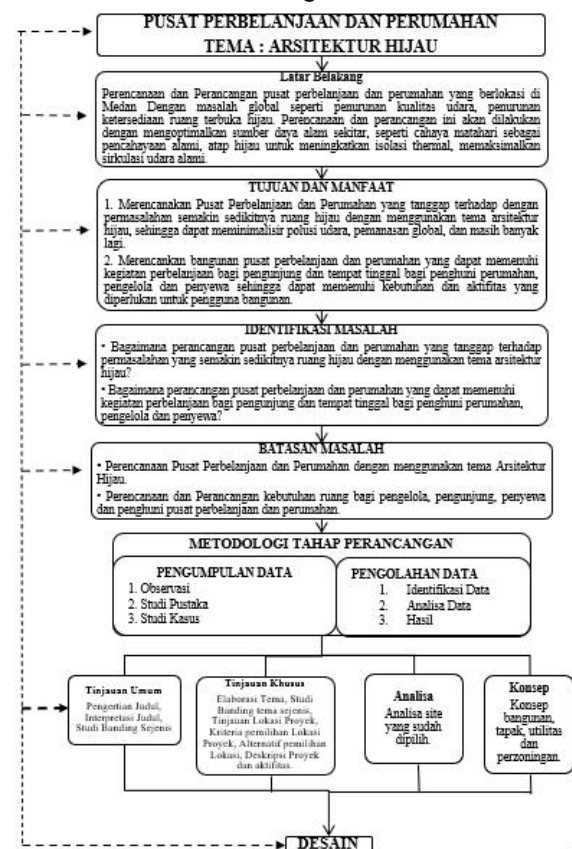 PUSAT PERBELANJAAN DAN PERUMAHAN
TEMA : ARSITEKTUR HIJAU
Latar Belakang
Perencanaan dan Perancangan pusat perbelanjaan dan perumahan yang berlokasi di
Medan Dengan masalah global seperti penurunan kualitas udara, penurunan
ketersediaan ruang terbuka hijau. Perencanaan dan perancangan ini akan dilakukan
dengan mengoptimalkan sumber daya alam sekitar, seperti cahaya matahari sebagai
pencahayaan alami, atap hijau untuk meningkatkan isolasi thermal, memaksimalkan
sirkulasi udara alami.
TUJUAN DAN MANFAAT
1. Merencanakan Pusat Perbelanjaan dan Perumahan yang tanggap terhadap dengan
permasalahan semakin sedikitnya ruang hijau dengan menggunakan tema arsitektur
hijau, sehingga dapat meminimalisir polusi udara, pemanasan global, dan masih banyak
lagi.
2. Merencankan bangunan pusat perbelanjaan dan perumahan yang dapat memenuhi
kegiatan perbelanjaan bagi pengunjung dan tempat tinggal bagi penghuni perumahan,
pengelola dan penyewa sehingga dapat memenuhi kebutuhan dan aktifitas yang
diperlukan untuk pengguna bangunan.
IDENTIFIKASI MASALAH
• Bagaimana perancangan pusat perbelanjaan dan perumahan yang tanggap terhadap
permasalahan yang semakin sedikitnya ruang hijau dengan menggunakan tema arsitektur
hijau?
• Bagaimana perancangan pusat perbelanjaan dan perumahan yang dapat memenuhi
kegiatan perbelanjaan bagi pengunjung dan tempat tinggal bagi penghuni perumahan,
pengelola dan penyewa?
BATASAN MASALAH
• Perencanaan Pusat Perbelanjaan dan Perumahan dengan menggunakan tema Arsitektur
Hijau.
• Perencanaan dan Perancangan kebutuhan ruang bagi pengelola, pengunjung, penyewa
dan penghuni pusat perbelanjaan dan perumahan.
METODOLOGI TAHAP PERANCANGAN
PENGUMPULAN DATA
1. Observasi
2. Studi Pustaka
3. Studi Kasus
PENGOLAHAN DATA
1. Identifikasi Data
2. Analisa Data
3. Hasil
Tinjauan Umum
Pengertian Judul,
Interpretasi Judul,
Studi Banding Sejenis
Tinjauan Khusus
Elaborasi Tema, Studi
Banding tema sejenis,
Tinjauan Lokasi Proyek,
Kriteria pemilihan Lokasi
Proyek, Alternatif pemilihan
Lokasi, Deskripsi Proyek
dan aktifitas.
Analisa
Analisa site
yang sudah
dipilih.
Konsep
Konsep
bangunan,
tapak, utilitas
dan
perzoningan.
DESAIN